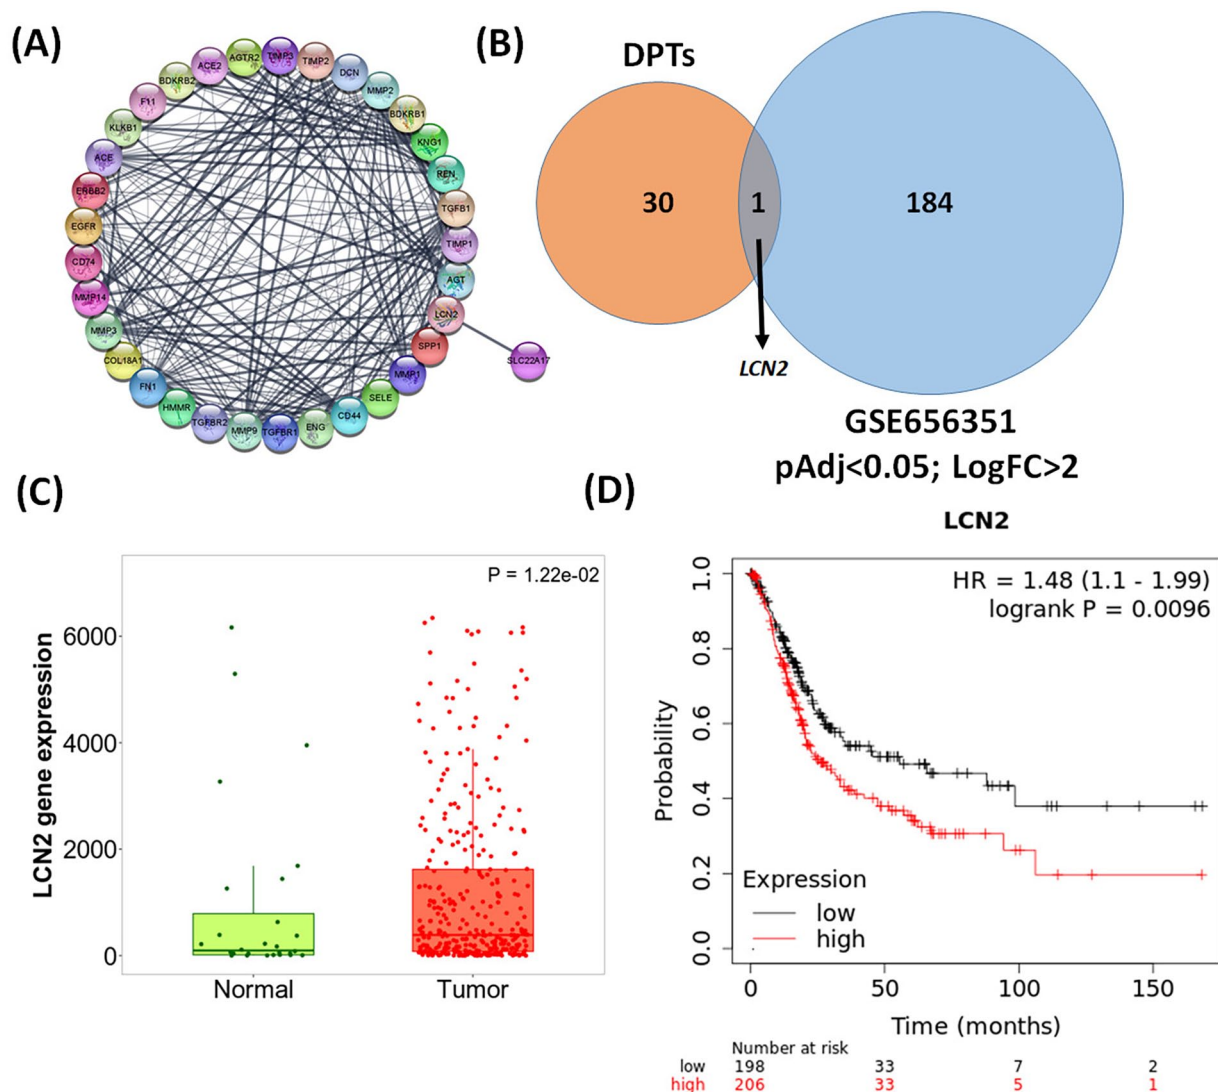 (A)
AGTR2
TIMP3
TIMP2
ACE2
DCN
BDKRB2
MMP2
F11
BDKRB1
KLKB1
KNG1
ACE
REN
ERBB2
TGFB1
EGFR
TIMP1
CD74
AGT
MMP14
LCN2
MMP3
SPP1
COL18A1
SLC22A17
FN1
MMP1
HMMR
SELE
TGFBR2
CD44
MMP9
TGFBR1
ENG
(B)
DPTs
30
1
184
LCN2
GSE656351
pAdj<0.05; LogFC>2
(C)
P = 1.22e-02
LCN2 gene expression
6000
4000
2000
0
Normal
Tumor
(D)
LCN2
HR = 1.48 (1.1 - 1.99)
logrank P = 0.0096
Probability
1.0
0.8
0.6
0.4
0.2
0.0
Expression
low
high
0
50
100
150
Time (months)
Number at risk
low 198 33 7 2
high 206 33 5 1